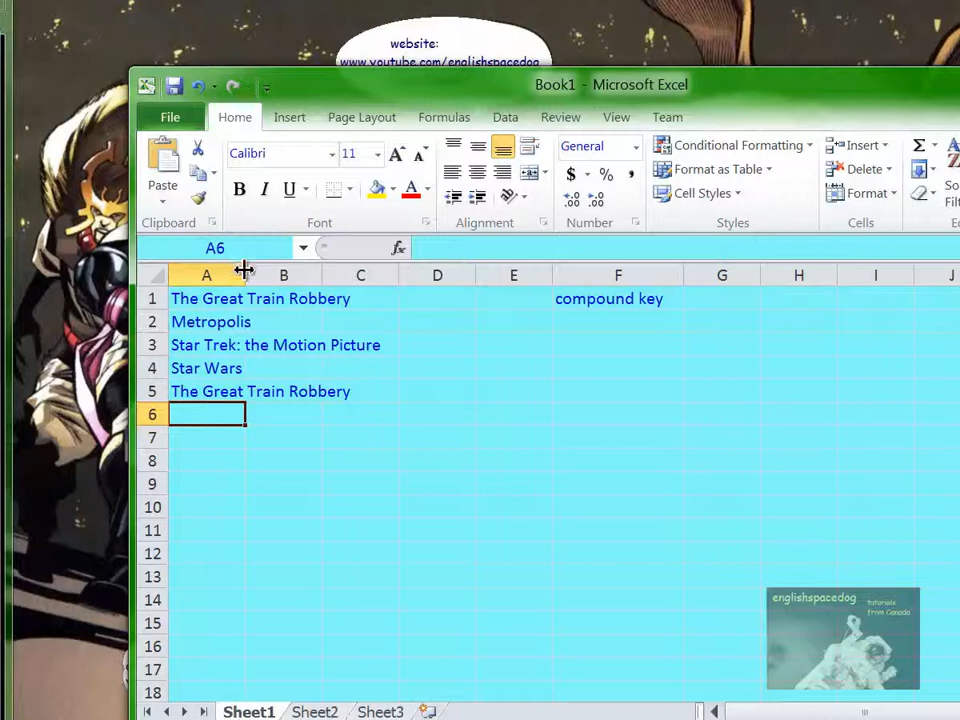 website:
www.youtube.com/englishspacedog
Book1 - Microsoft Excel
File Home Insert Page Layout Formulas Data Review View Team
Calibri 11 General Conditional Formatting Insert Σ
Paste B I U A $ % , Format as Table Delete
Cell Styles Format
Clipboard Font Alignment Number Styles Cells
A6 fx
A B C D E F G H I J
1 The Great Train Robbery compound key
2 Metropolis
3 Star Trek: the Motion Picture
4 Star Wars
5 The Great Train Robbery
6
7
8
9
10
11
12
13
14
15
16
17
18
englishspacedog tutorials
from Canada
Sheet1 Sheet2 Sheet3